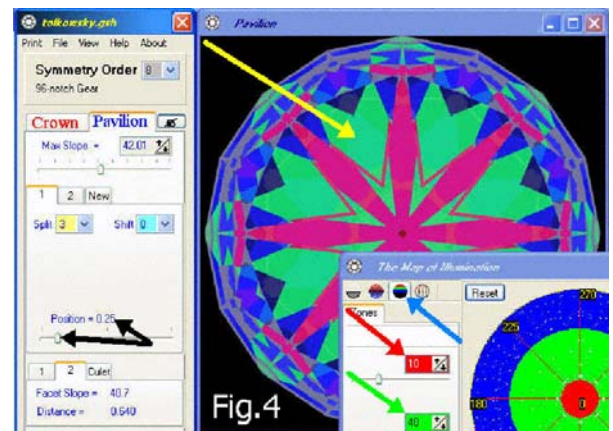 tolkowsky.gsh
Print File View Help About
Symmetry Order 8
96-notch Gear
Crown Pavilion
Max Slope = 42.01
1 2 New
Split 3 Shift 0
Position = 0.25
1 2 Culet
Facet Slope = 40.7
Distance = 0.640
Pavilion
Fig.4
The Map of Illumination
Reset
Zones
10
40
270
225
180
0